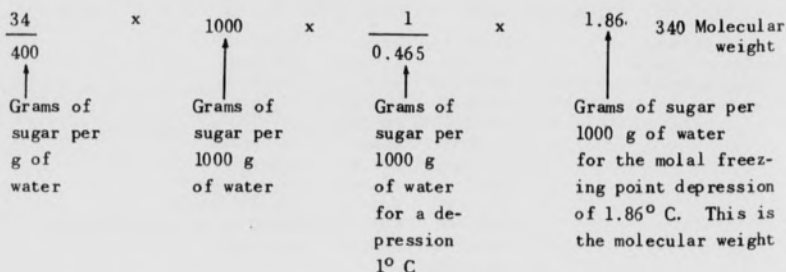 34 x 1000 x 1 x 1.86. 340 Molecular
400 0.465 weight
Grams of
sugar per
g of
water
Grams of
sugar per
1000 g
of water
Grams of
sugar per
1000 g
of water
for a de-
pression
1º C
Grams of sugar per
1000 g of water
for the molal freez-
ing point depression
of 1.86º C. This is
the molecular weight